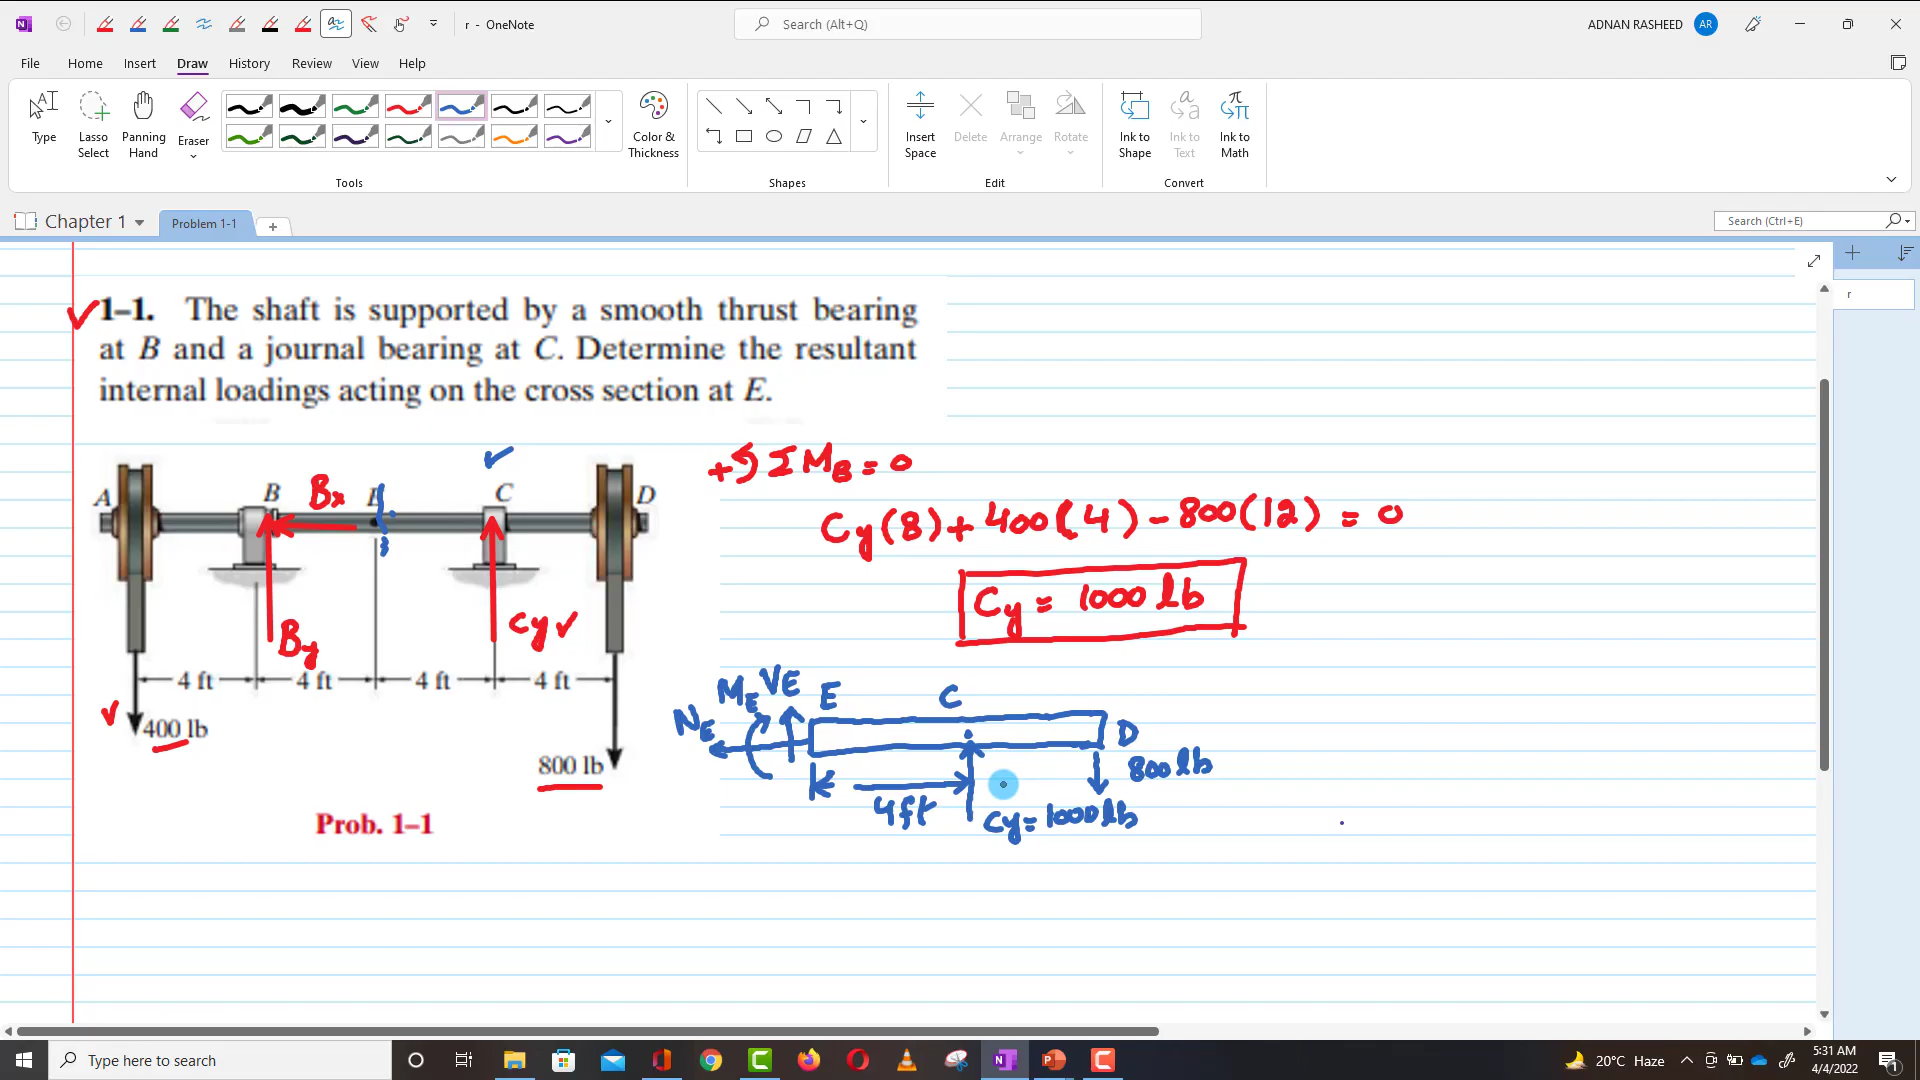 r - OneNote
Search (Alt+Q)
ADNAN RASHEED
AR
File Home Insert Draw History Review View Help
Type
Lasso Select
Panning Hand
Eraser
Color & Thickness
Insert Space
Delete
Arrange
Rotate
Ink to Shape
Ink to Text
Ink to Math
Tools
Shapes
Edit
Convert
Chapter 1
Problem 1-1
Search (Ctrl+E)
r
1–1. The shaft is supported by a smooth thrust bearing
at B and a journal bearing at C. Determine the resultant
internal loadings acting on the cross section at E.
A B Bx C D
By
Cy
4 ft 4 ft 4 ft 4 ft
400 lb
800 lb
Prob. 1–1
+↺ΣM_B = 0
Cy(8) + 400(4) - 800(12) = 0
Cy = 1000 lb
N_E M_E VE E C D
800 lb
4ft
Cy = 1000 lb
Type here to search
20°C Haze
5:31 AM
4/4/2022
1